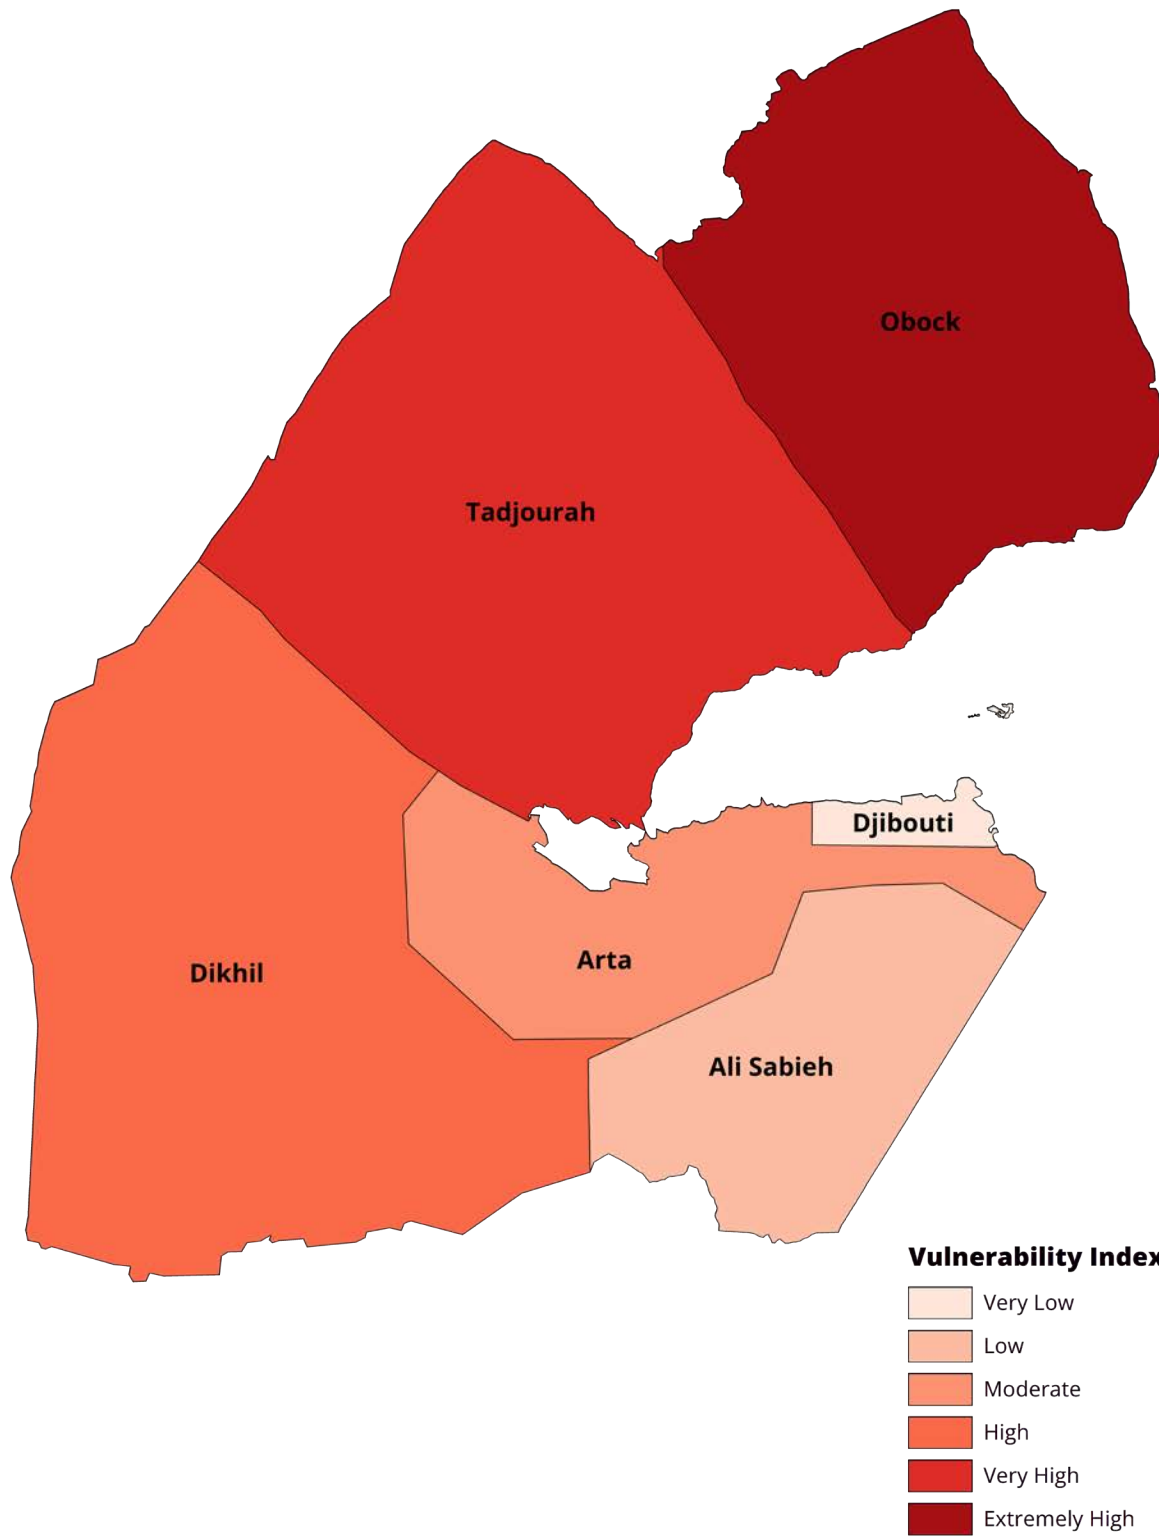 Obock
Tadjourah
Djibouti
Arta
Dikhil
Ali Sabieh
Vulnerability Index
Very Low
Low
Moderate
High
Very High
Extremely High